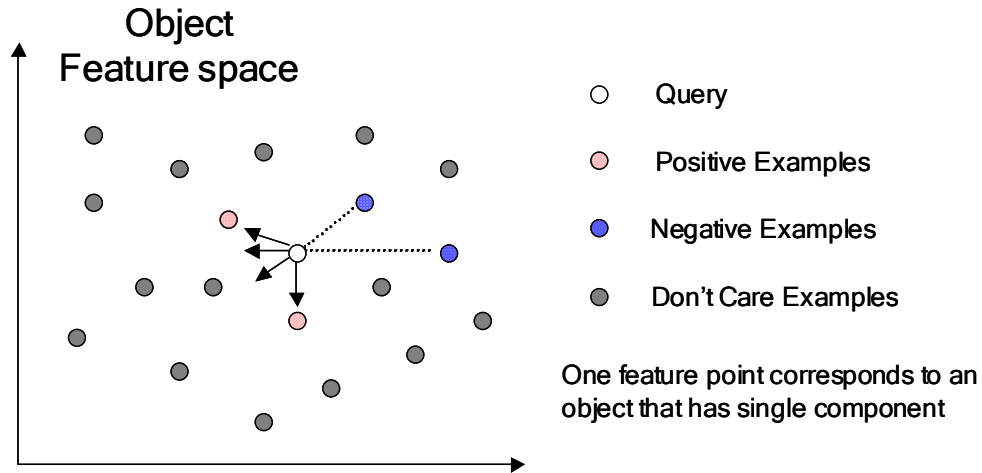 Object
Feature space
Query
Positive Examples
Negative Examples
Don't Care Examples
One feature point corresponds to an
object that has single component